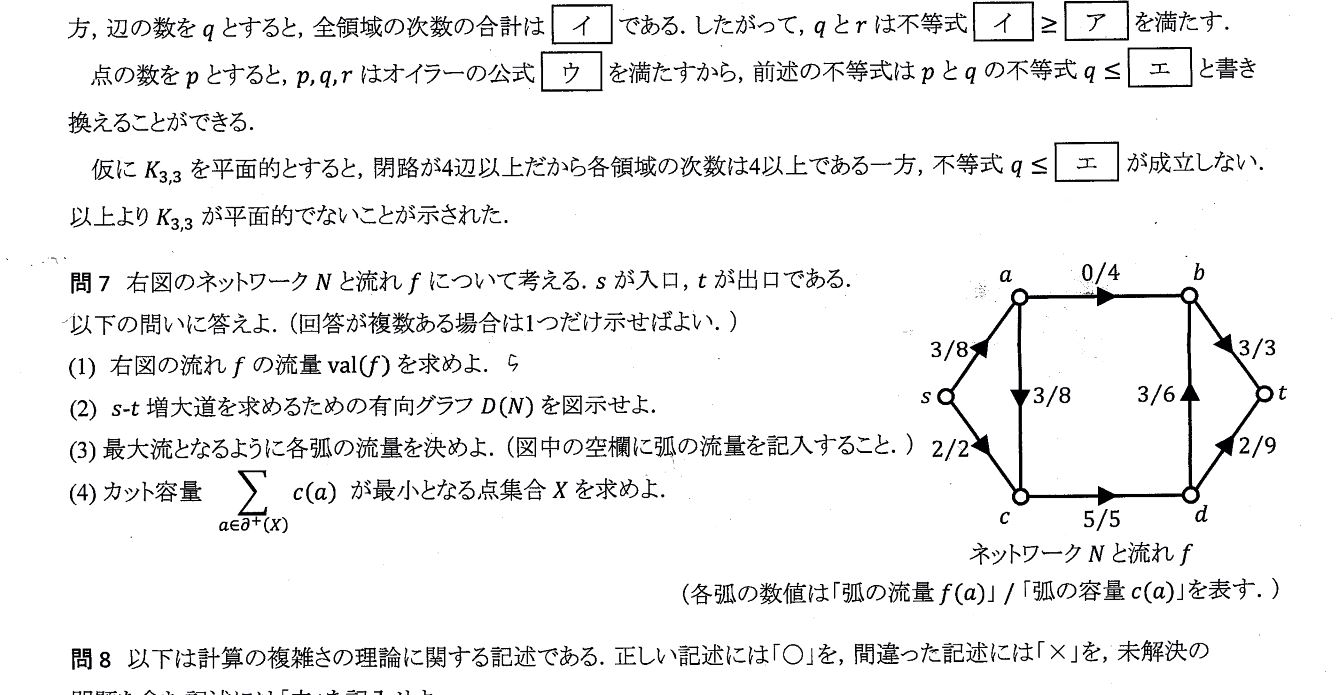 方, 辺の数を q とすると, 全領域の次数の合計は イ である. したがって, q と r は不等式 イ ≥ ア を満たす.
点の数を p とすると, p, q, r はオイラーの公式 ウ を満たすから, 前述の不等式は p と q の不等式 q ≤ エ と書き
換えることができる.
仮に K3,3 を平面的とすると, 閉路が4辺以上だから各領域の次数は4以上である一方, 不等式 q ≤ エ が成立しない.
以上より K3,3 が平面的でないことが示された.
問 7 右図のネットワーク N と流れ f について考える. s が入口, t が出口である.
以下の問いに答えよ. (回答が複数ある場合は1つだけ示せばよい. )
(1) 右図の流れ f の流量 val(f) を求めよ. 5
(2) s-t 増大道を求めるための有向グラフ D(N) を図示せよ.
(3) 最大流となるように各弧の流量を決めよ. (図中の空欄に弧の流量を記入すること. )
(4) カット容量 ∑ c(a) が最小となる点集合 X を求めよ.
a∈∂+(X)
a 0/4 b
3/8 3/3
s 3/8 3/6 t
2/2 2/9
c 5/5 d
ネットワーク N と流れ f
(各弧の数値は「弧の流量 f(a)」 / 「弧の容量 c(a)」を表す. )
問 8 以下は計算の複雑さの理論に関する記述である. 正しい記述には「○」を, 間違った記述には「×」を, 未解決の